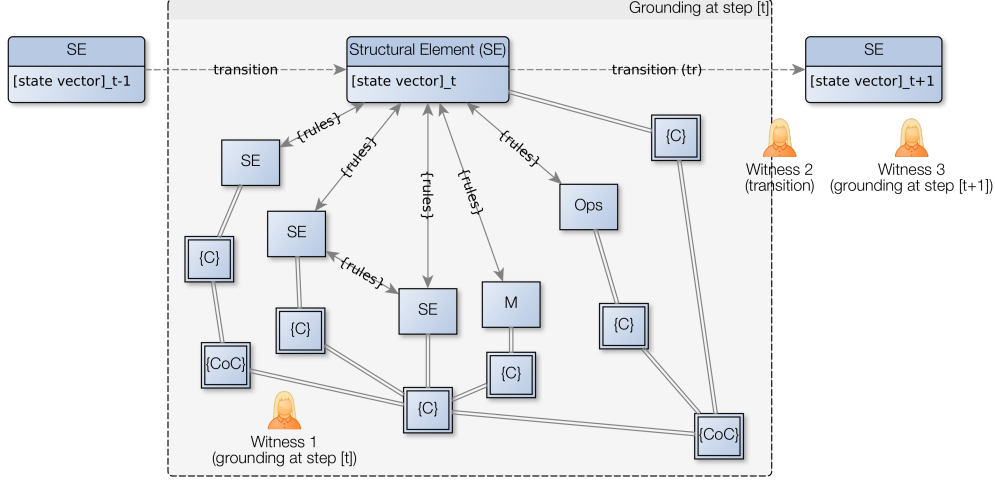 Grounding at step [t]
SE
[state vector]_t-1
transition
Structural Element (SE)
[state vector]_t
transition (tr)
SE
[state vector]_t+1
{rules}
{rules}
{rules}
{rules}
{rules}
{C}
SE
Witness 2
(transition)
Witness 3
(grounding at step [t+1])
Ops
SE
{C}
{rules}
SE
M
{C}
{C}
{CoC}
{C}
{C}
{CoC}
Witness 1
(grounding at step [t])